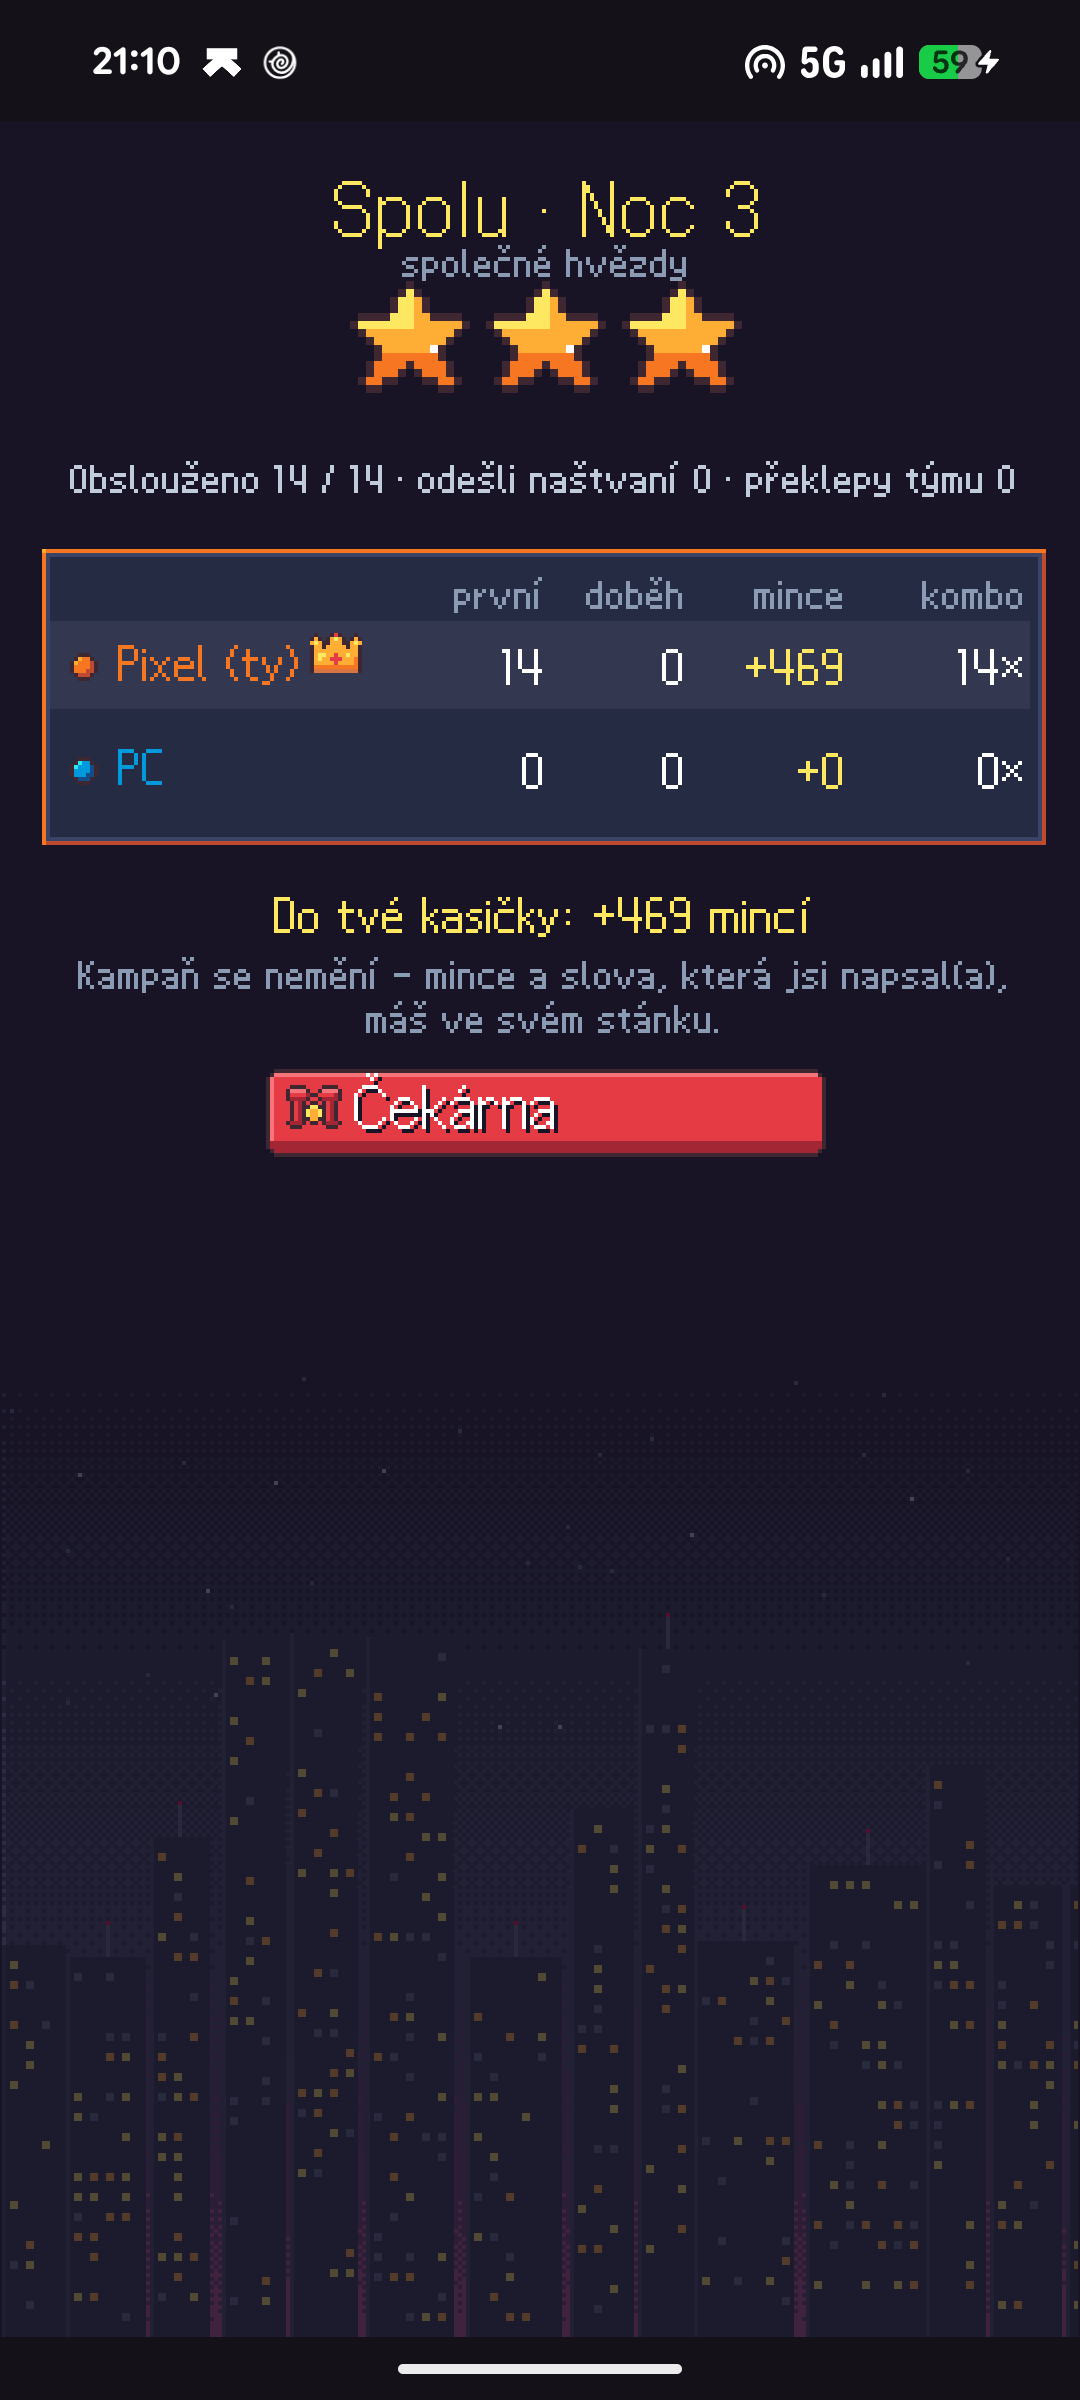 21:10 5G 59
Spolu · Noc 3
společné hvězdy
Obslouženo 14 / 14 · odešli naštvaní 0 · překlepy týmu 0
první doběh mince kombo
Pixel (ty) 14 0 +469 14×
PC 0 0 +0 0×
Do tvé kasičky: +469 mincí
Kampaň se nemění – mince a slova, která jsi napsal(a),
máš ve svém stánku.
Čekárna